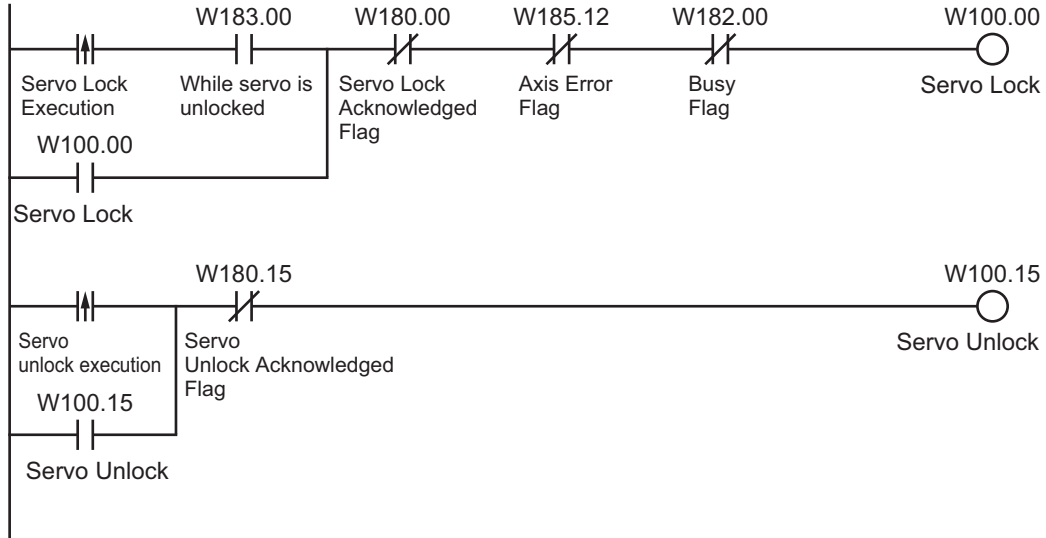 W183.00 W180.00 W185.12 W182.00 W100.00
Servo Lock
Execution
While servo is
unlocked
Servo Lock
Acknowledged
Flag
Axis Error
Flag
Busy
Flag
Servo Lock
W100.00
Servo Lock
W180.15 W100.15
Servo
unlock execution
Servo
Unlock Acknowledged
Flag
Servo Unlock
W100.15
Servo Unlock